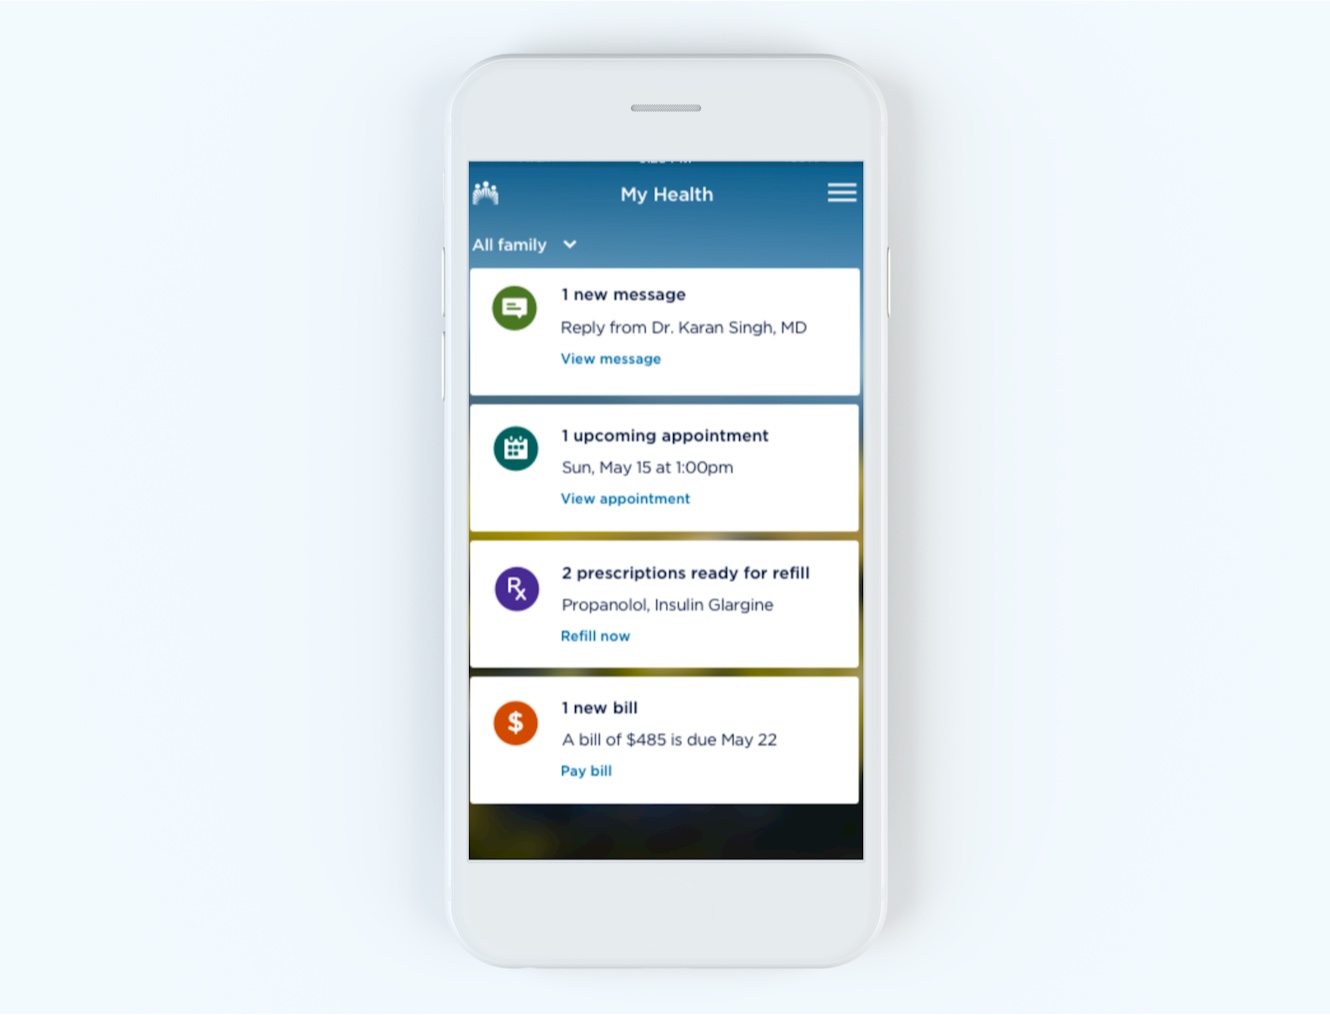 My Health
All family
1 new message
Reply from Dr. Karan Singh, MD
View message
1 upcoming appointment
Sun, May 15 at 1:00pm
View appointment
2 prescriptions ready for refill
Propanolol, Insulin Glargine
Refill now
1 new bill
A bill of $485 is due May 22
Pay bill